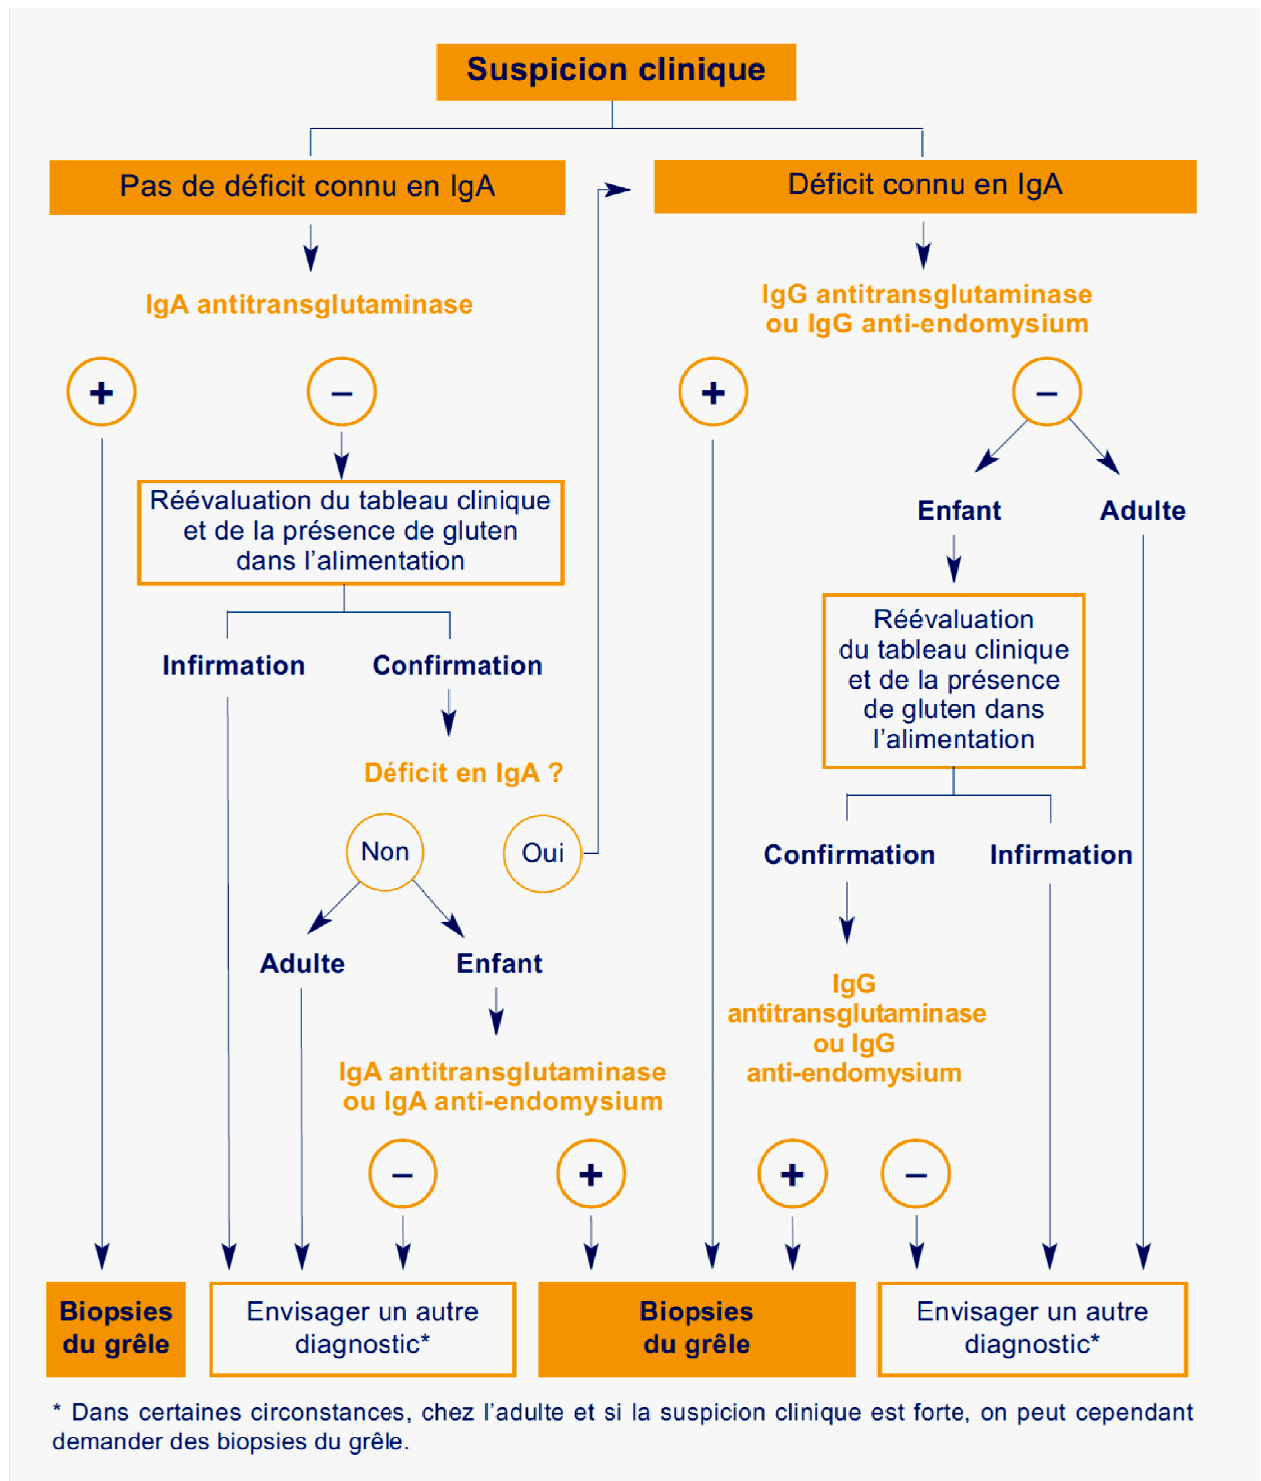 Suspicion clinique
Pas de déficit connu en IgA
Déficit connu en IgA
IgA antitransglutaminase
IgG antitransglutaminase
ou IgG anti-endomysium
+
–
+
–
Réévaluation du tableau clinique
et de la présence de gluten
dans l'alimentation
Enfant
Adulte
Réévaluation
du tableau clinique
et de la présence
de gluten dans
l'alimentation
Infirmation
Confirmation
Déficit en IgA ?
Non
Oui
Confirmation
Infirmation
Adulte
Enfant
IgG
antitransglutaminase
ou IgG
anti-endomysium
IgA antitransglutaminase
ou IgA anti-endomysium
–
+
+
–
Biopsies
du grêle
Envisager un autre
diagnostic*
Biopsies
du grêle
Envisager un autre
diagnostic*
* Dans certaines circonstances, chez l'adulte et si la suspicion clinique est forte, on peut cependant
demander des biopsies du grêle.